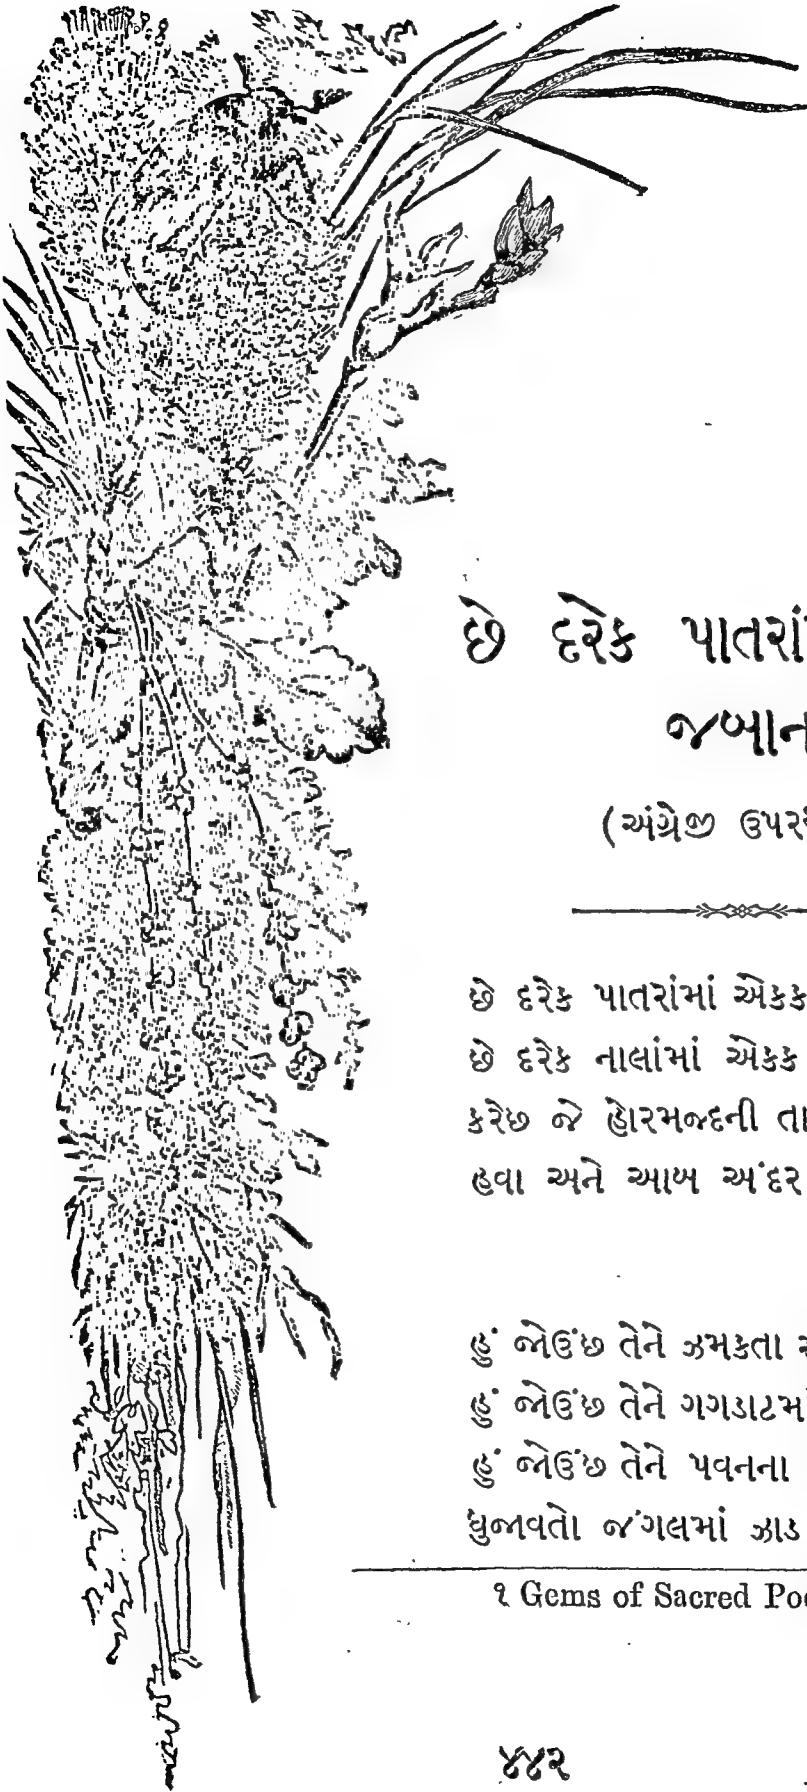 છે દરેક પાતરાં
જબાન
(અંગ્રેજી ઉપર
છે દરેક પાતરાંમાં એકક
છે દરેક નાલાંમાં એકક
કરેછ જે હોરમજદની તા
હવા અને આબ અંદર
હું જોઉંછ તેને ઝમકતા
હું જોઉંછ તેને ગગડાટમાં
હું જોઉંછ તેને પવનના
ધુજાવતો જંગલમાં ઝાડ
૧ Gems of Sacred Poe
૪૪૨